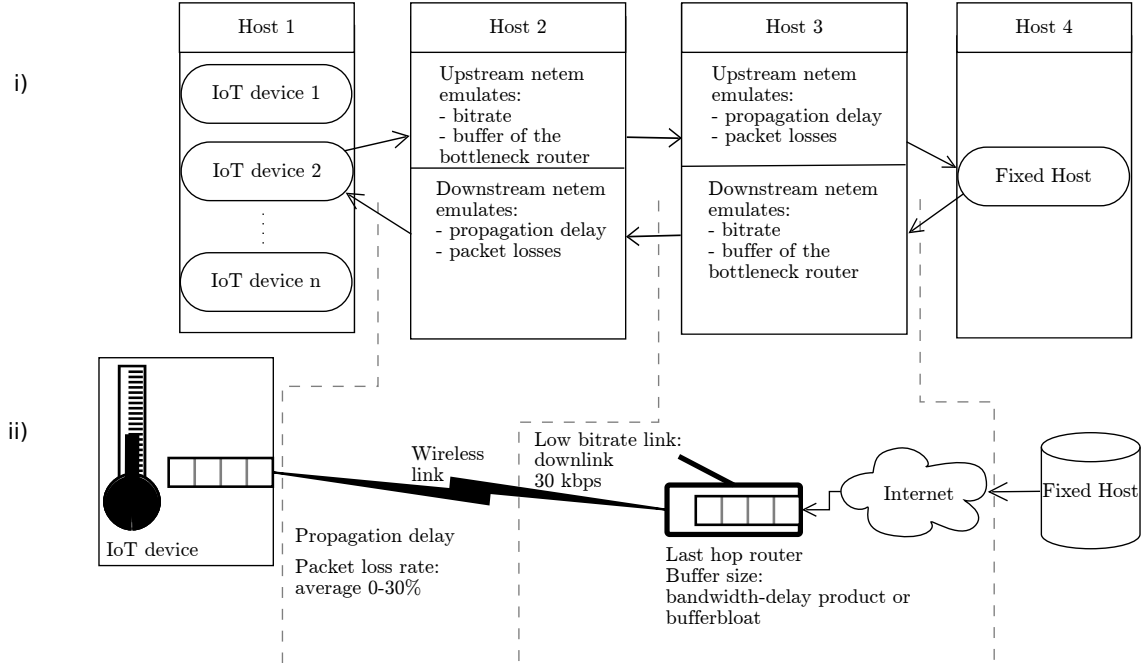 i)
Host 1
IoT device 1
IoT device 2
IoT device n
Host 2
Upstream netem
emulates:
- bitrate
- buffer of the
bottleneck router
Downstream netem
emulates:
- propagation delay
- packet losses
Host 3
Upstream netem
emulates:
- propagation delay
- packet losses
Downstream netem
emulates:
- bitrate
- buffer of the
bottleneck router
Host 4
Fixed Host
ii)
IoT device
Wireless
link
Propagation delay
Packet loss rate:
average 0-30%
Low bitrate link:
downlink
30 kbps
Last hop router
Buffer size:
bandwidth-delay product or
bufferbloat
Internet
Fixed Host